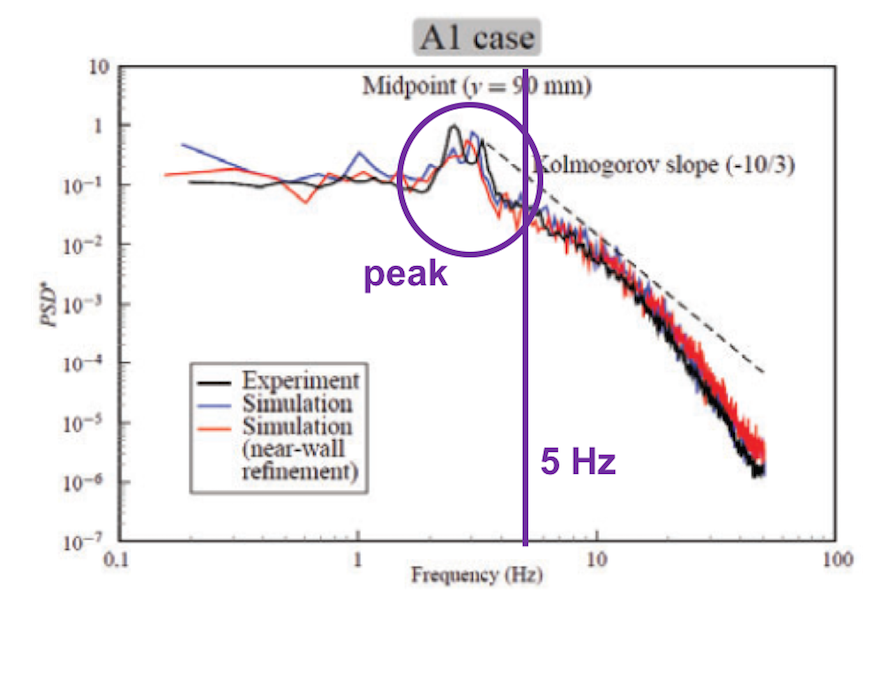 A1 case
10
Midpoint (y = 90 mm)
1
Kolmogorov slope (-10/3)
10⁻¹
10⁻²
peak
PSD*
10⁻³
10⁻⁴
Experiment
Simulation
Simulation
(near-wall
refinement)
10⁻⁵
5 Hz
10⁻⁶
10⁻⁷
0.1 1 10 100
Frequency (Hz)